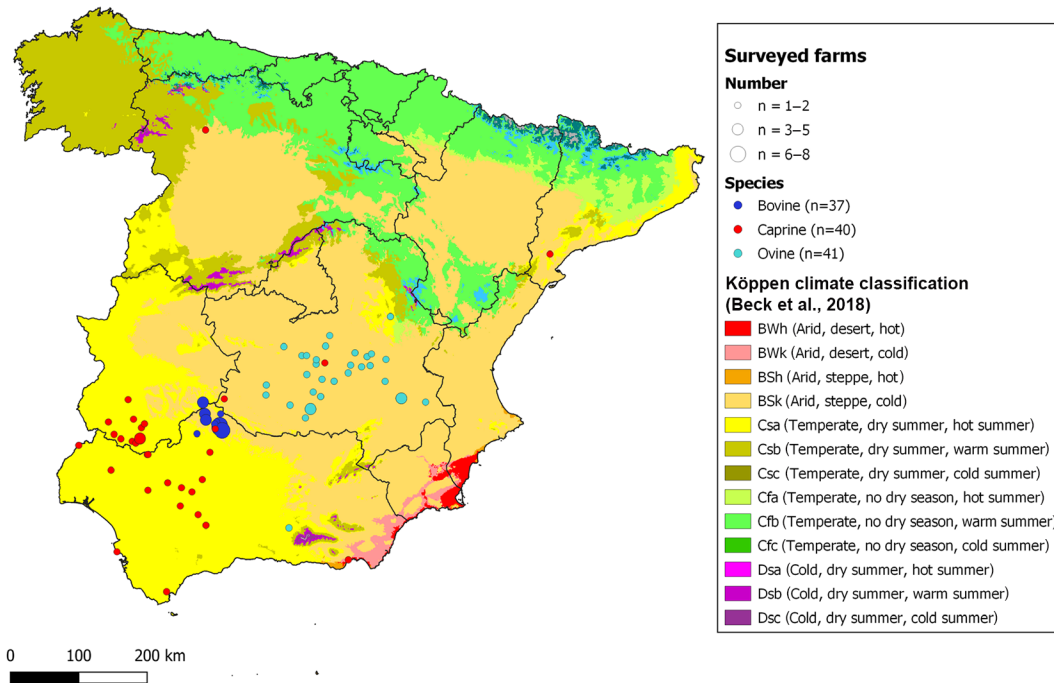 Surveyed farms
Number
n = 1–2
n = 3–5
n = 6–8
Species
Bovine (n=37)
Caprine (n=40)
Ovine (n=41)
Köppen climate classification
(Beck et al., 2018)
BWh (Arid, desert, hot)
BWk (Arid, desert, cold)
BSh (Arid, steppe, hot)
BSk (Arid, steppe, cold)
Csa (Temperate, dry summer, hot summer)
Csb (Temperate, dry summer, warm summer)
Csc (Temperate, dry summer, cold summer)
Cfa (Temperate, no dry season, hot summer)
Cfb (Temperate, no dry season, warm summer)
Cfc (Temperate, no dry season, cold summer)
Dsa (Cold, dry summer, hot summer)
Dsb (Cold, dry summer, warm summer)
Dsc (Cold, dry summer, cold summer)
0 100 200 km